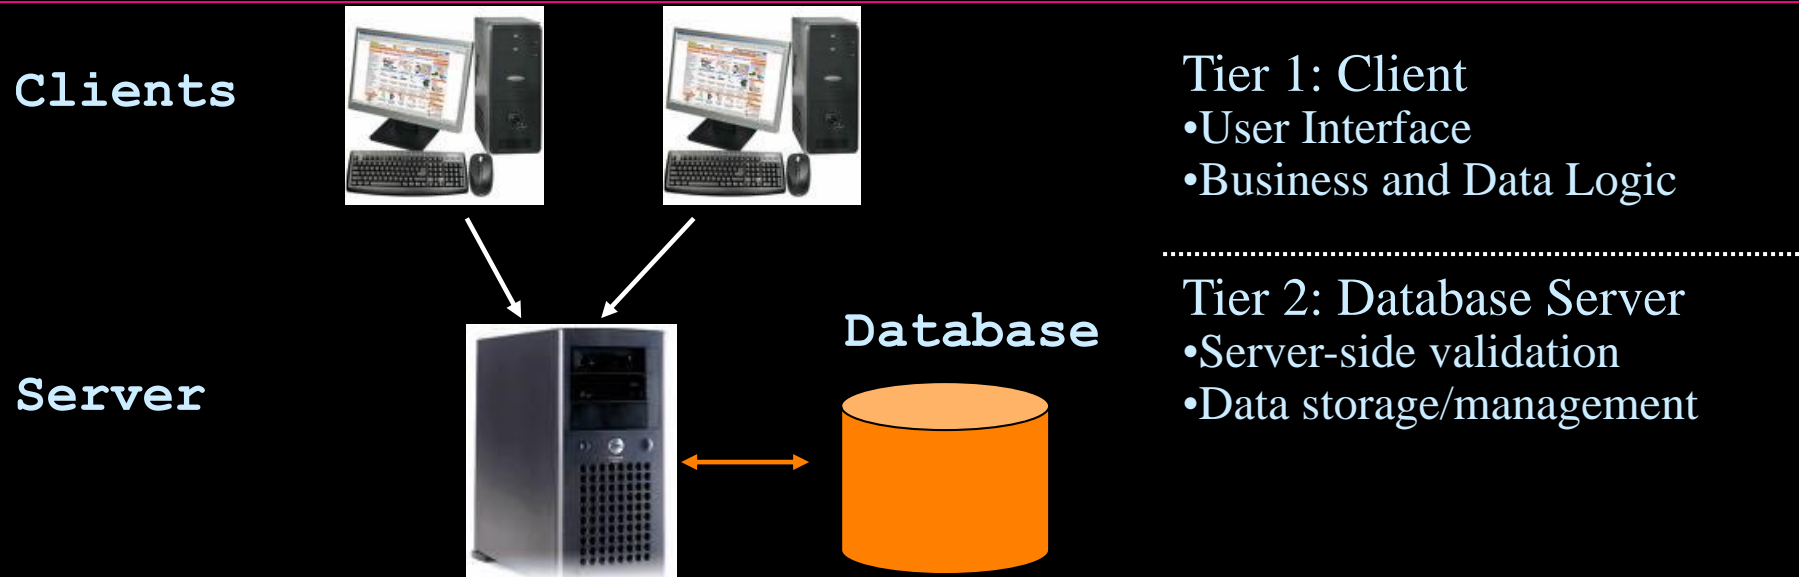 Clients
Server
Database
Tier 1: Client
•User Interface
•Business and Data Logic
Tier 2: Database Server
•Server-side validation
•Data storage/management